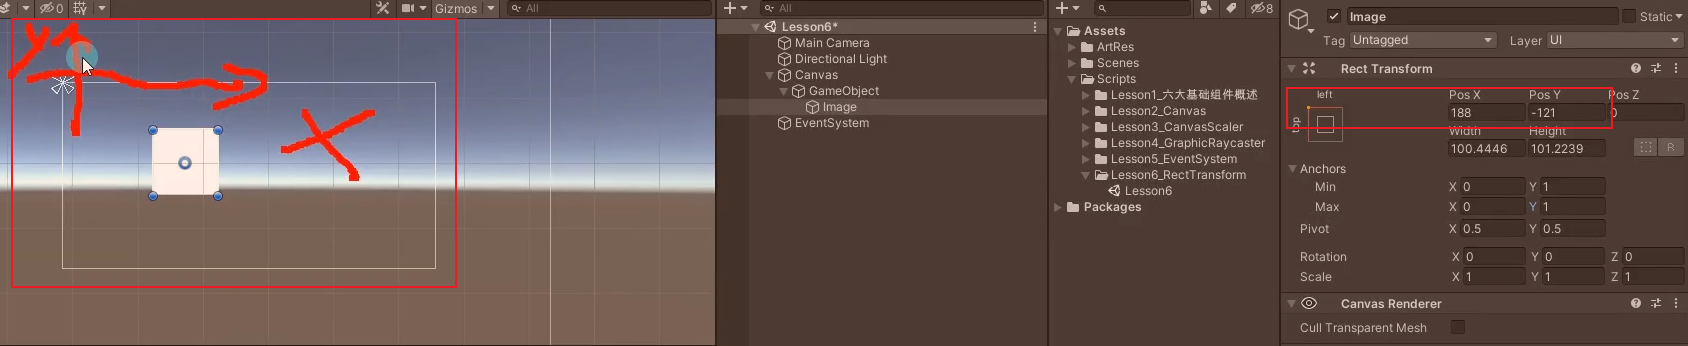 0 Gizmos All
Y
X
All
Lesson6*
Main Camera
Directional Light
Canvas
GameObject
Image
EventSystem
8
Assets
ArtRes
Scenes
Scripts
Lesson1_六大基础组件概述
Lesson2_Canvas
Lesson3_CanvasScaler
Lesson4_GraphicRaycaster
Lesson5_EventSystem
Lesson6_RectTransform
Lesson6
Packages
Image Static
Tag Untagged Layer UI
Rect Transform
left Pos X Pos Y Pos Z
top 188 -121 0
Width Height
100.4446 101.2239 R
Anchors
Min X 0 Y 1
Max X 0 Y 1
Pivot X 0.5 Y 0.5
Rotation X 0 Y 0 Z 0
Scale X 1 Y 1 Z 1
Canvas Renderer
Cull Transparent Mesh